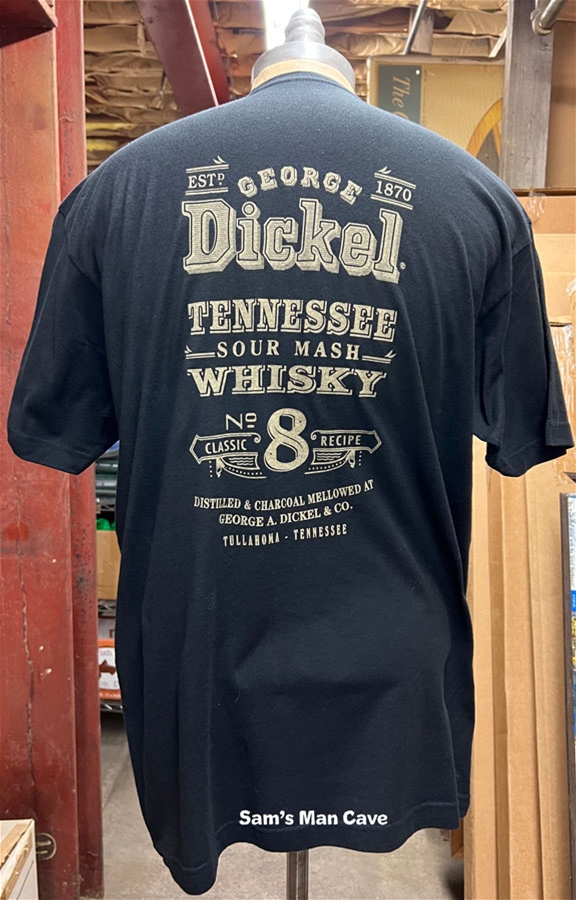 The
ESTD GEORGE 1870
Dickel®
TENNESSEE
SOUR MASH
WHISKY
No 8
CLASSIC RECIPE
DISTILLED & CHARCOAL MELLOWED AT
GEORGE A. DICKEL & CO.
TULLAHOMA - TENNESSEE
Sam's Man Cave